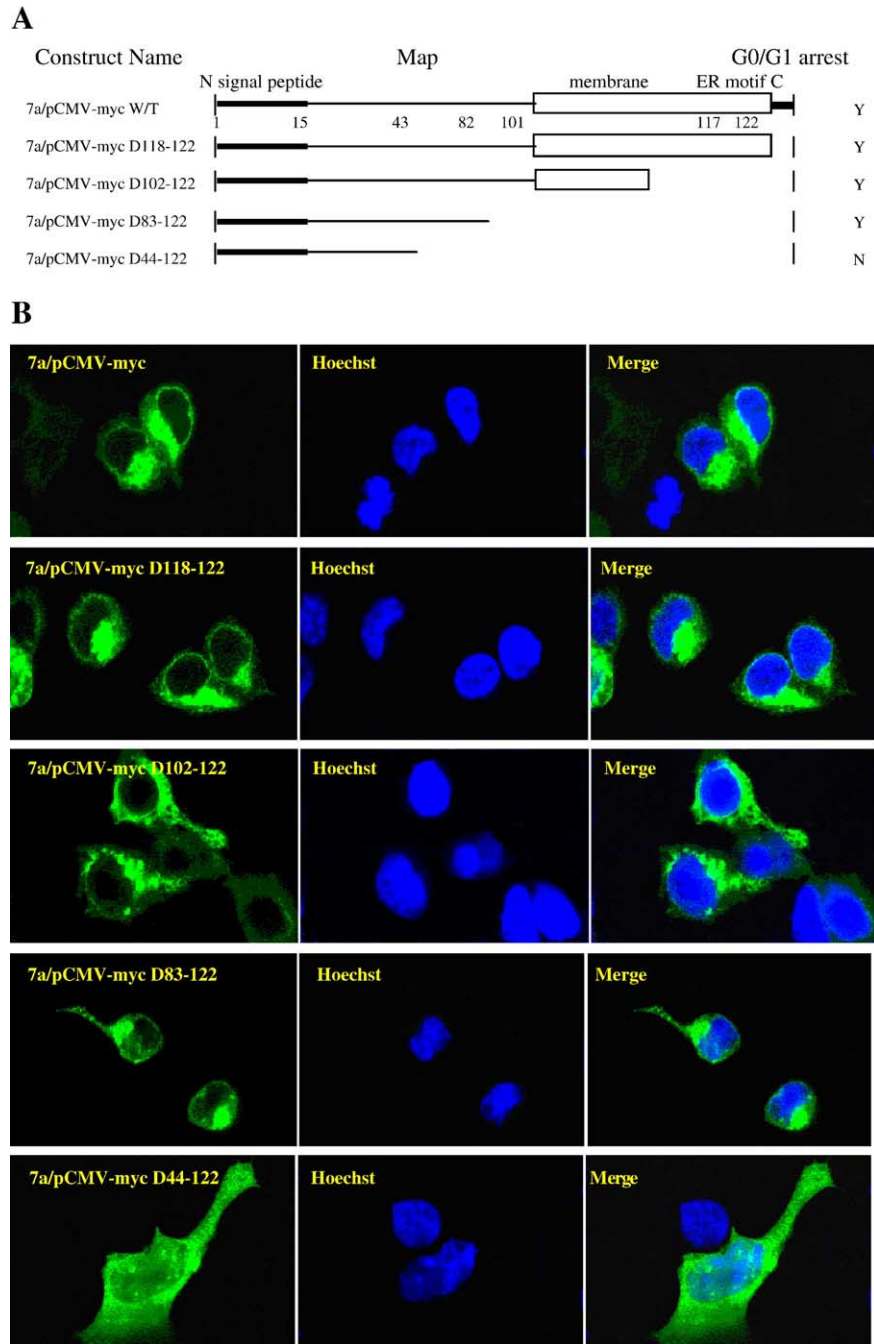 A
Construct Name Map G0/G1 arrest
N signal peptide membrane ER motif C
7a/pCMV-myc W/T Y
1 15 43 82 101 117 122
7a/pCMV-myc D118-122 Y
7a/pCMV-myc D102-122 Y
7a/pCMV-myc D83-122 Y
7a/pCMV-myc D44-122 N
B
7a/pCMV-myc Hoechst Merge
7a/pCMV-myc D118-122 Hoechst Merge
7a/pCMV-myc D102-122 Hoechst Merge
7a/pCMV-myc D83-122 Hoechst Merge
7a/pCMV-myc D44-122 Hoechst Merge